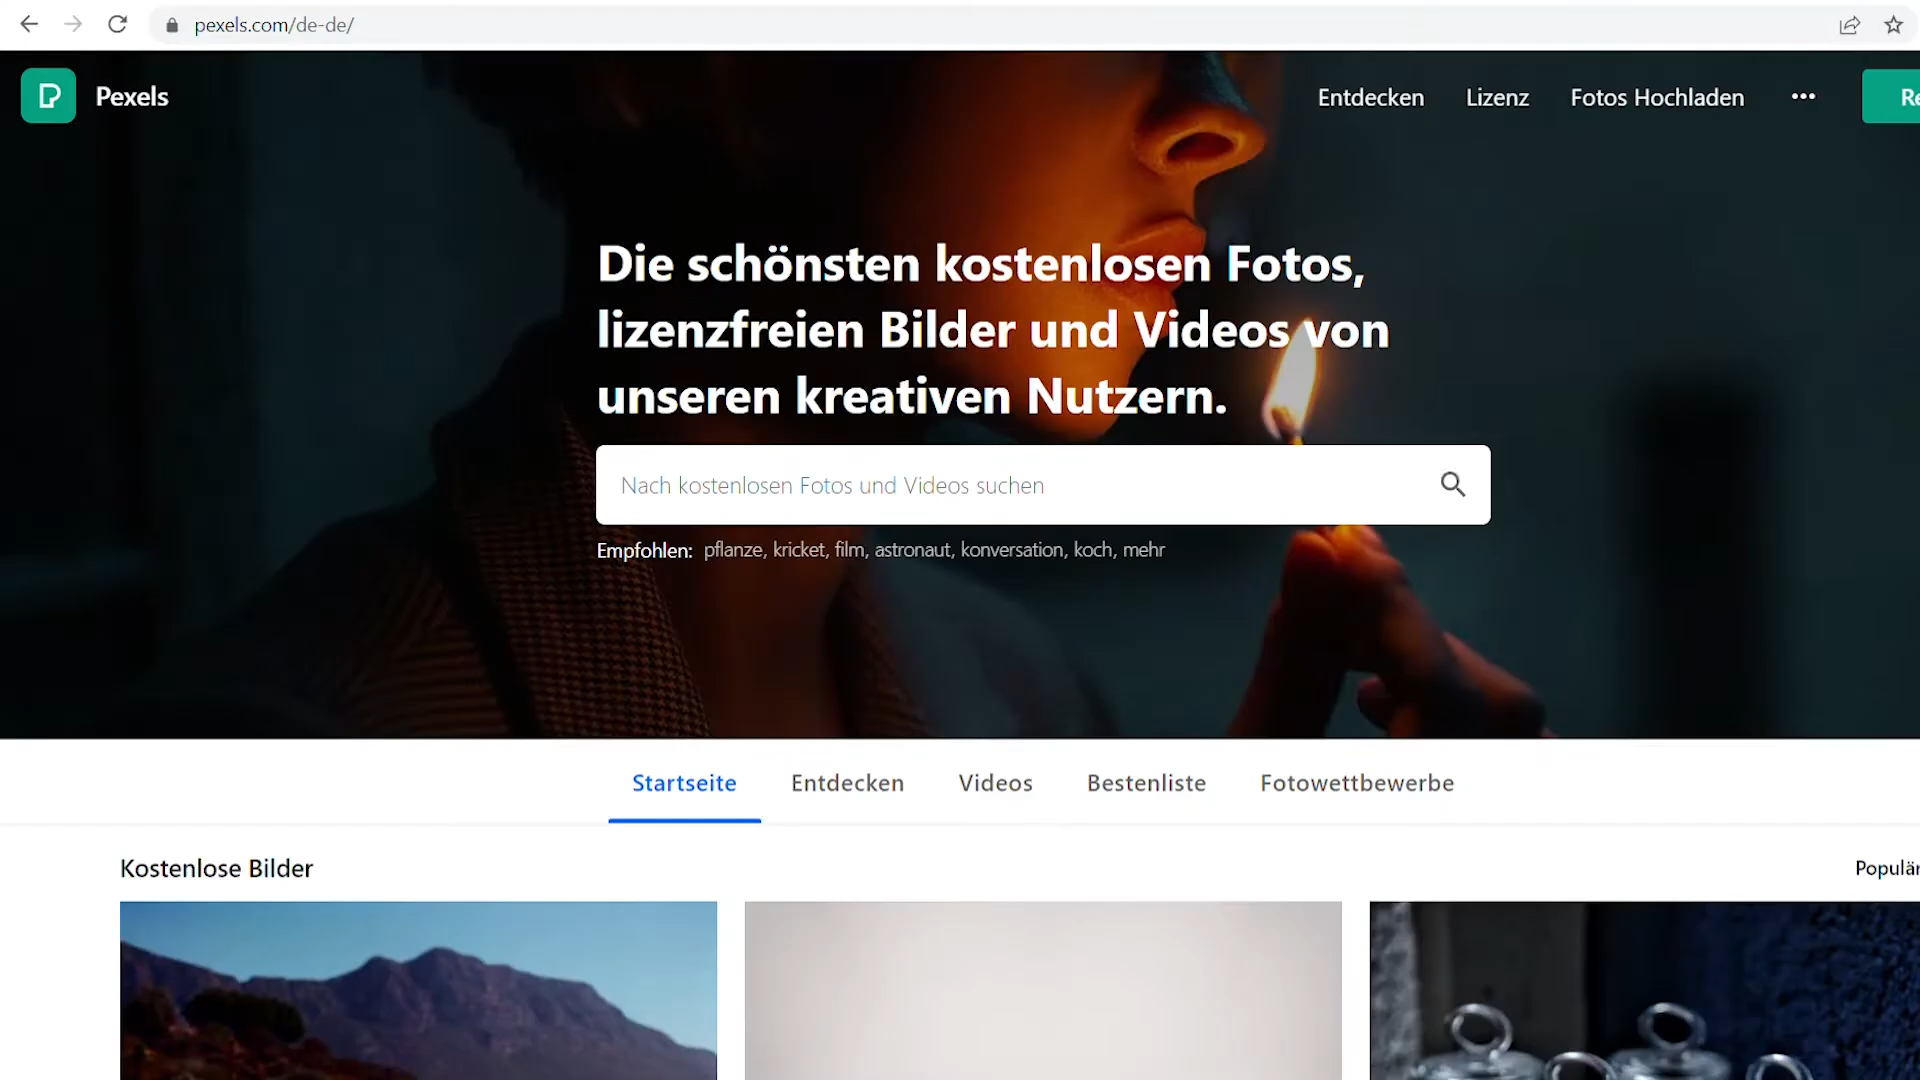 pexels.com/de-de/
Pexels
Entdecken
Lizenz
Fotos Hochladen
Die schönsten kostenlosen Fotos,
lizenzfreien Bilder und Videos von
unseren kreativen Nutzern.
Nach kostenlosen Fotos und Videos suchen
Empfohlen: pflanze, kricket, film, astronaut, konversation, koch, mehr
Startseite
Entdecken
Videos
Bestenliste
Fotowettbewerbe
Kostenlose Bilder